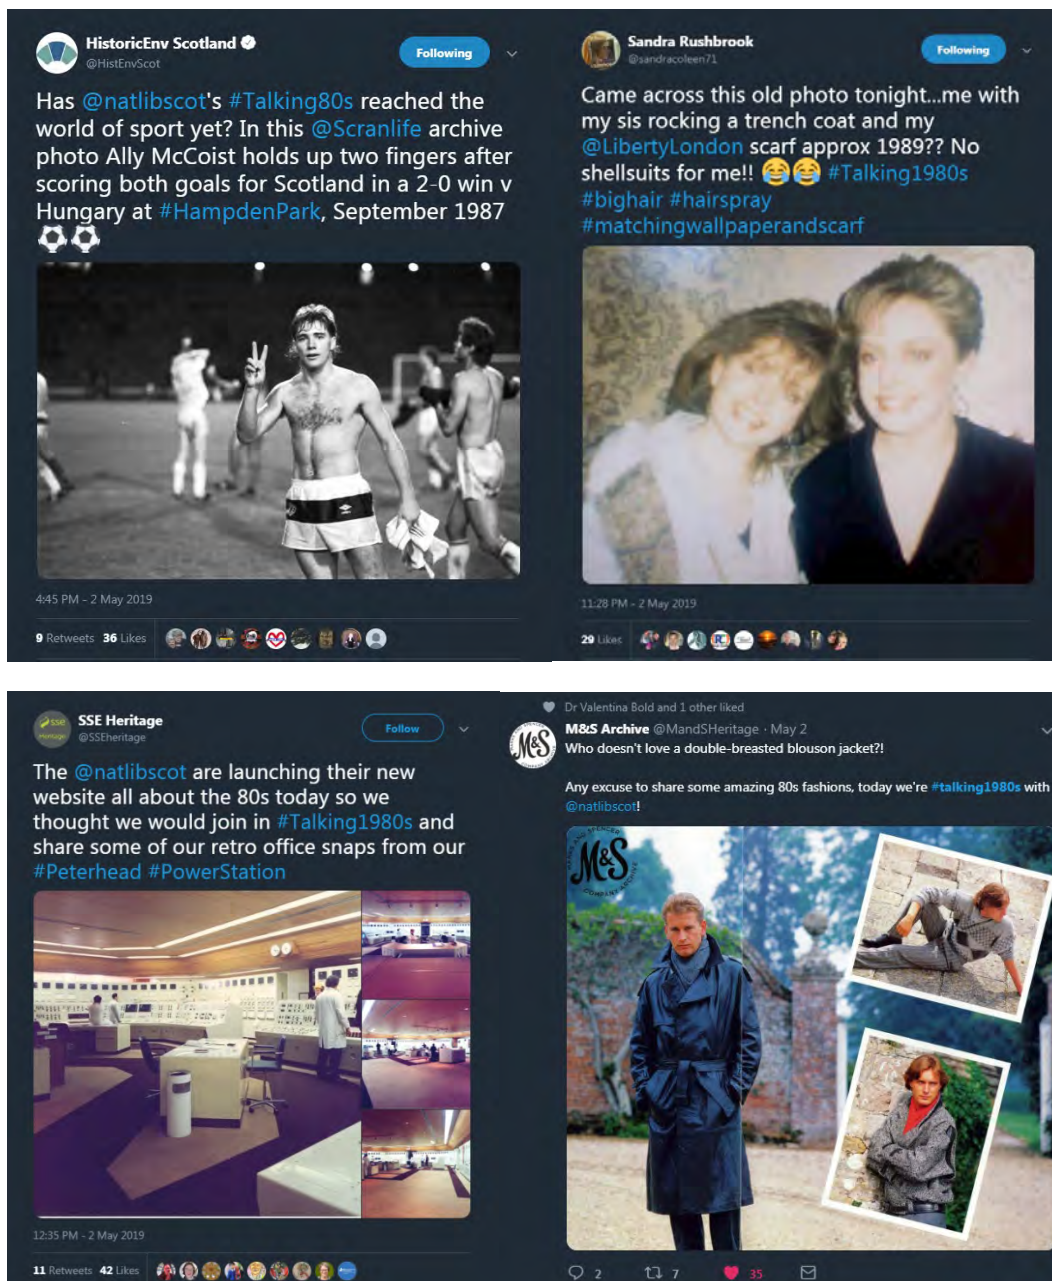 HistoricEnv Scotland
@HistEnvScot
Following
Has @natlibscot's #Talking80s reached the
world of sport yet? In this @Scranlife archive
photo Ally McCoist holds up two fingers after
scoring both goals for Scotland in a 2-0 win v
Hungary at #HampdenPark, September 1987
⚽⚽
4:45 PM - 2 May 2019
9 Retweets 36 Likes
Sandra Rushbrook
@sandracoleen71
Following
Came across this old photo tonight...me with
my sis rocking a trench coat and my
@LibertyLondon scarf approx 1989?? No
shellsuits for me!! 😂😂 #Talking1980s
#bighair #hairspray
#matchingwallpaperandscarf
11:28 PM - 2 May 2019
29 Likes
sse
Heritage
SSE Heritage
@SSEheritage
Follow
The @natlibscot are launching their new
website all about the 80s today so we
thought we would join in #Talking1980s and
share some of our retro office snaps from our
#Peterhead #PowerStation
12:35 PM - 2 May 2019
11 Retweets 42 Likes
Dr Valentina Bold and 1 other liked
M&S
M&S Archive @MandSHeritage · May 2
Who doesn't love a double-breasted blouson jacket?!
Any excuse to share some amazing 80s fashions, today we're #talking1980s with
@natlibscot!
M&S
COMPANY ARCHIVE
2 7 35